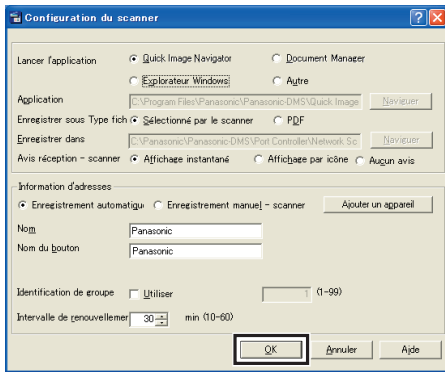 Configuration du scanner
Lancer l'application Quick Image Navigator Document Manager
Explorateur Windows Autre
Application C:\Program Files\Panasonic\Panasonic-DMS\Quick Image Naviguer
Enregistrer sous Type fich Sélectionné par le scanner PDF
Enregistrer dans C:\Panasonic\Panasonic-DMS\Port Controller\Network Sc Naviguer
Avis réception - scanner Affichage instantané Affichage par icône Aucun avis
Information d'adresses
Enregistrement automatique Enregistrement manuel - scanner Ajouter un appareil
Nom Panasonic
Nom du bouton Panasonic
Identification de groupe Utiliser 1 (1-99)
Intervalle de renouvellemer 30 min (10-60)
OK Annuler Aide